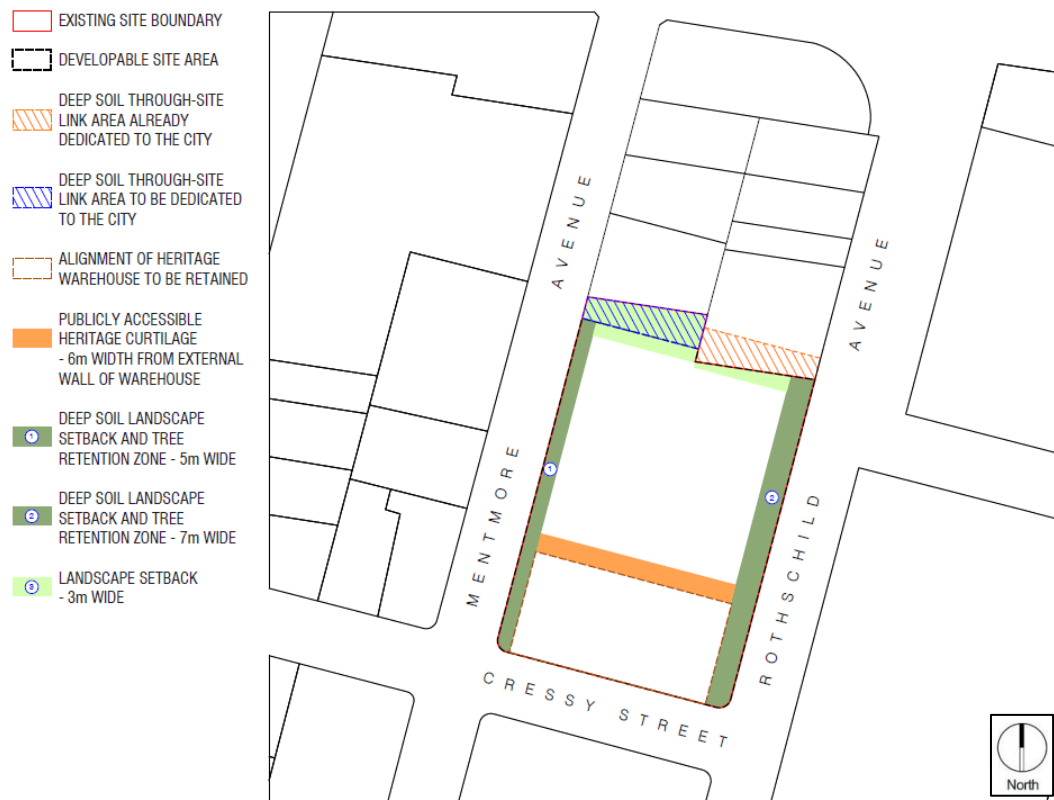 EXISTING SITE BOUNDARY
DEVELOPABLE SITE AREA
DEEP SOIL THROUGH-SITE
LINK AREA ALREADY
DEDICATED TO THE CITY
DEEP SOIL THROUGH-SITE
LINK AREA TO BE DEDICATED
TO THE CITY
ALIGNMENT OF HERITAGE
WAREHOUSE TO BE RETAINED
PUBLICLY ACCESSIBLE
HERITAGE CURTILAGE
- 6m WIDTH FROM EXTERNAL
WALL OF WAREHOUSE
1
DEEP SOIL LANDSCAPE
SETBACK AND TREE
RETENTION ZONE - 5m WIDE
2
DEEP SOIL LANDSCAPE
SETBACK AND TREE
RETENTION ZONE - 7m WIDE
3
LANDSCAPE SETBACK
- 3m WIDE
MENTMORE AVENUE
1
2
ROTHSCHILD AVENUE
CRESSY STREET
North